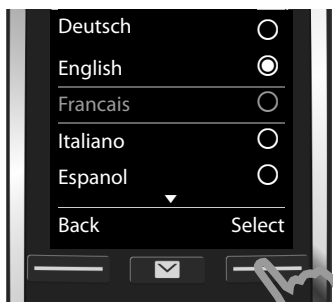 Deutsch
English
Francais
Italiano
Espanol
Back Select